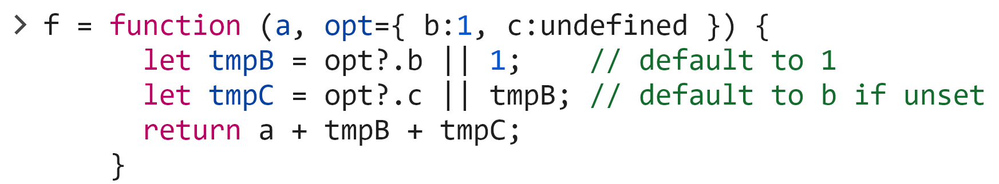 > f = function (a, opt={ b:1, c:undefined }) {
      let tmpB = opt?.b || 1;    // default to 1
      let tmpC = opt?.c || tmpB; // default to b if unset
      return a + tmpB + tmpC;
    }